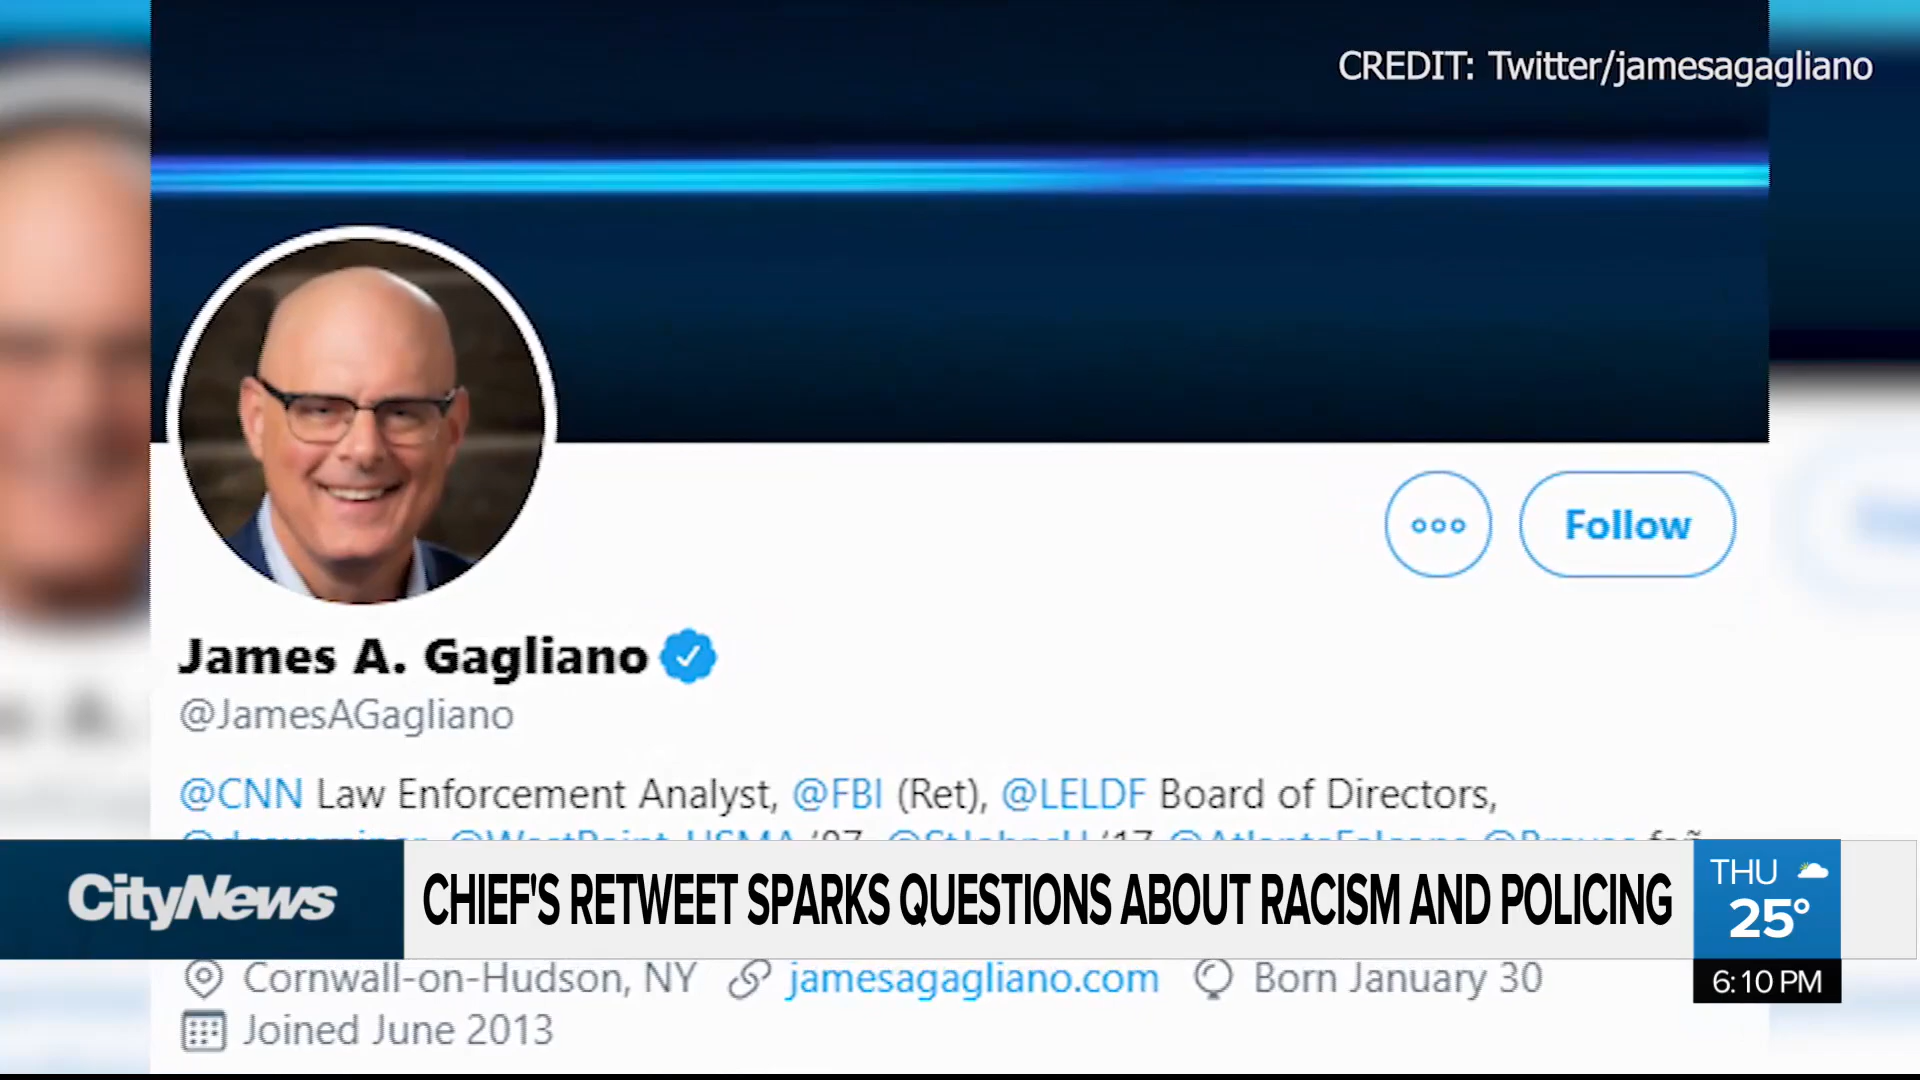 CREDIT: Twitter/jamesagagliano
Follow
James A. Gagliano
@JamesAGagliano
@CNN Law Enforcement Analyst, @FBI (Ret), @LELDF Board of Directors,
CityNews
CHIEF'S RETWEET SPARKS QUESTIONS ABOUT RACISM AND POLICING
THU
25°
6:10 PM
Cornwall-on-Hudson, NY jamesagagliano.com Born January 30
Joined June 2013